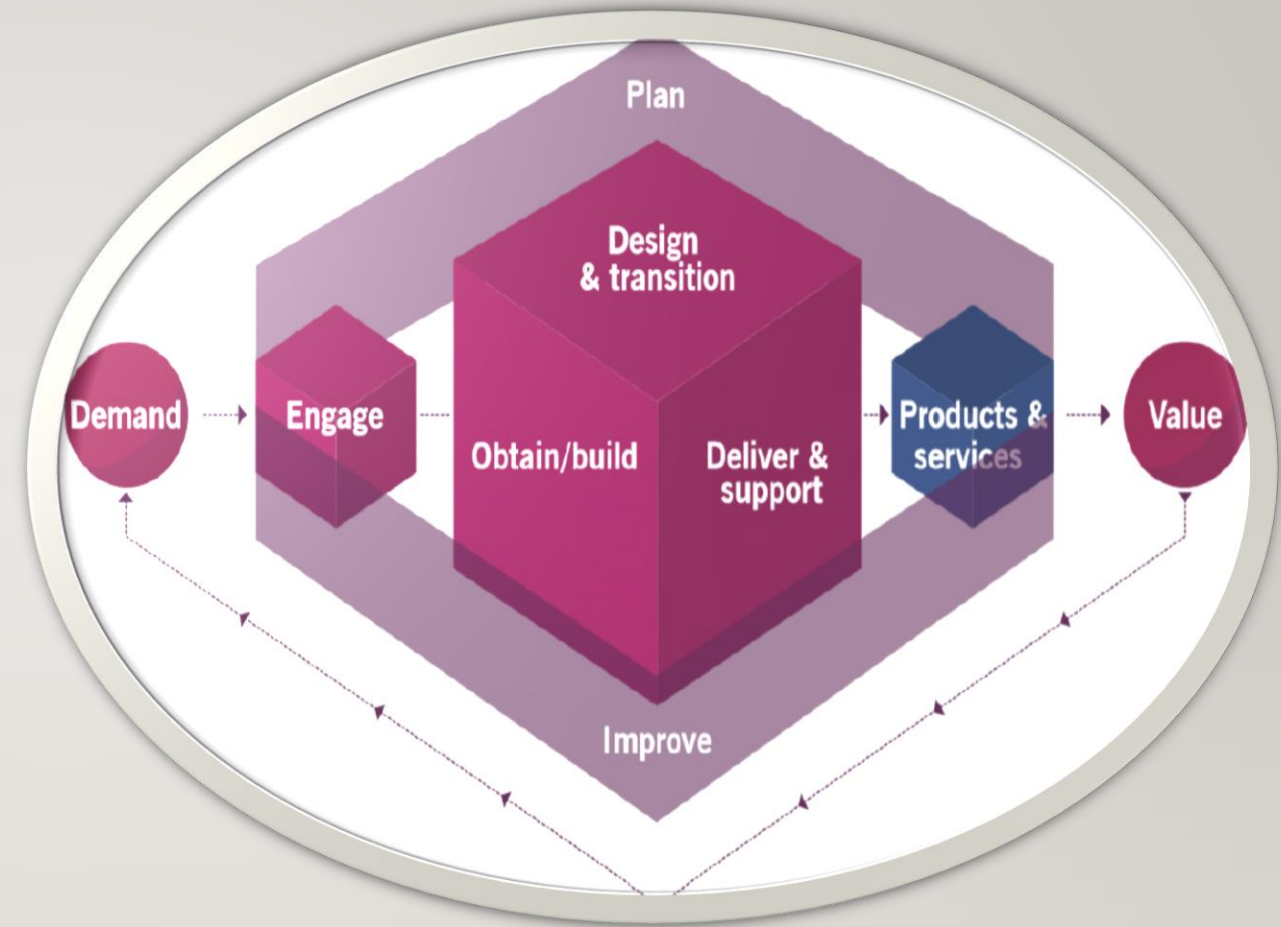 Plan
Design
& transition
Demand
Engage
Obtain/build
Deliver &
support
Products &
services
Value
Improve